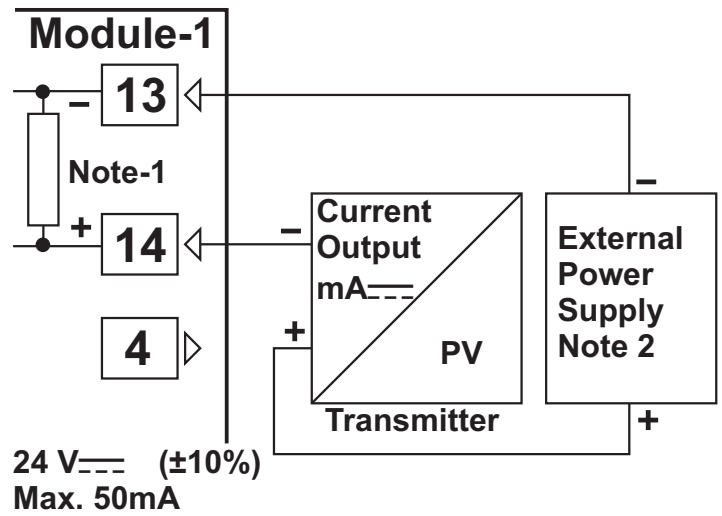 Module-1
– 13
Note-1
+ 14
4
24 V (±10%)
Max. 50mA
–
Current
Output
mA
+
PV
Transmitter
–
External
Power
Supply
Note 2
+